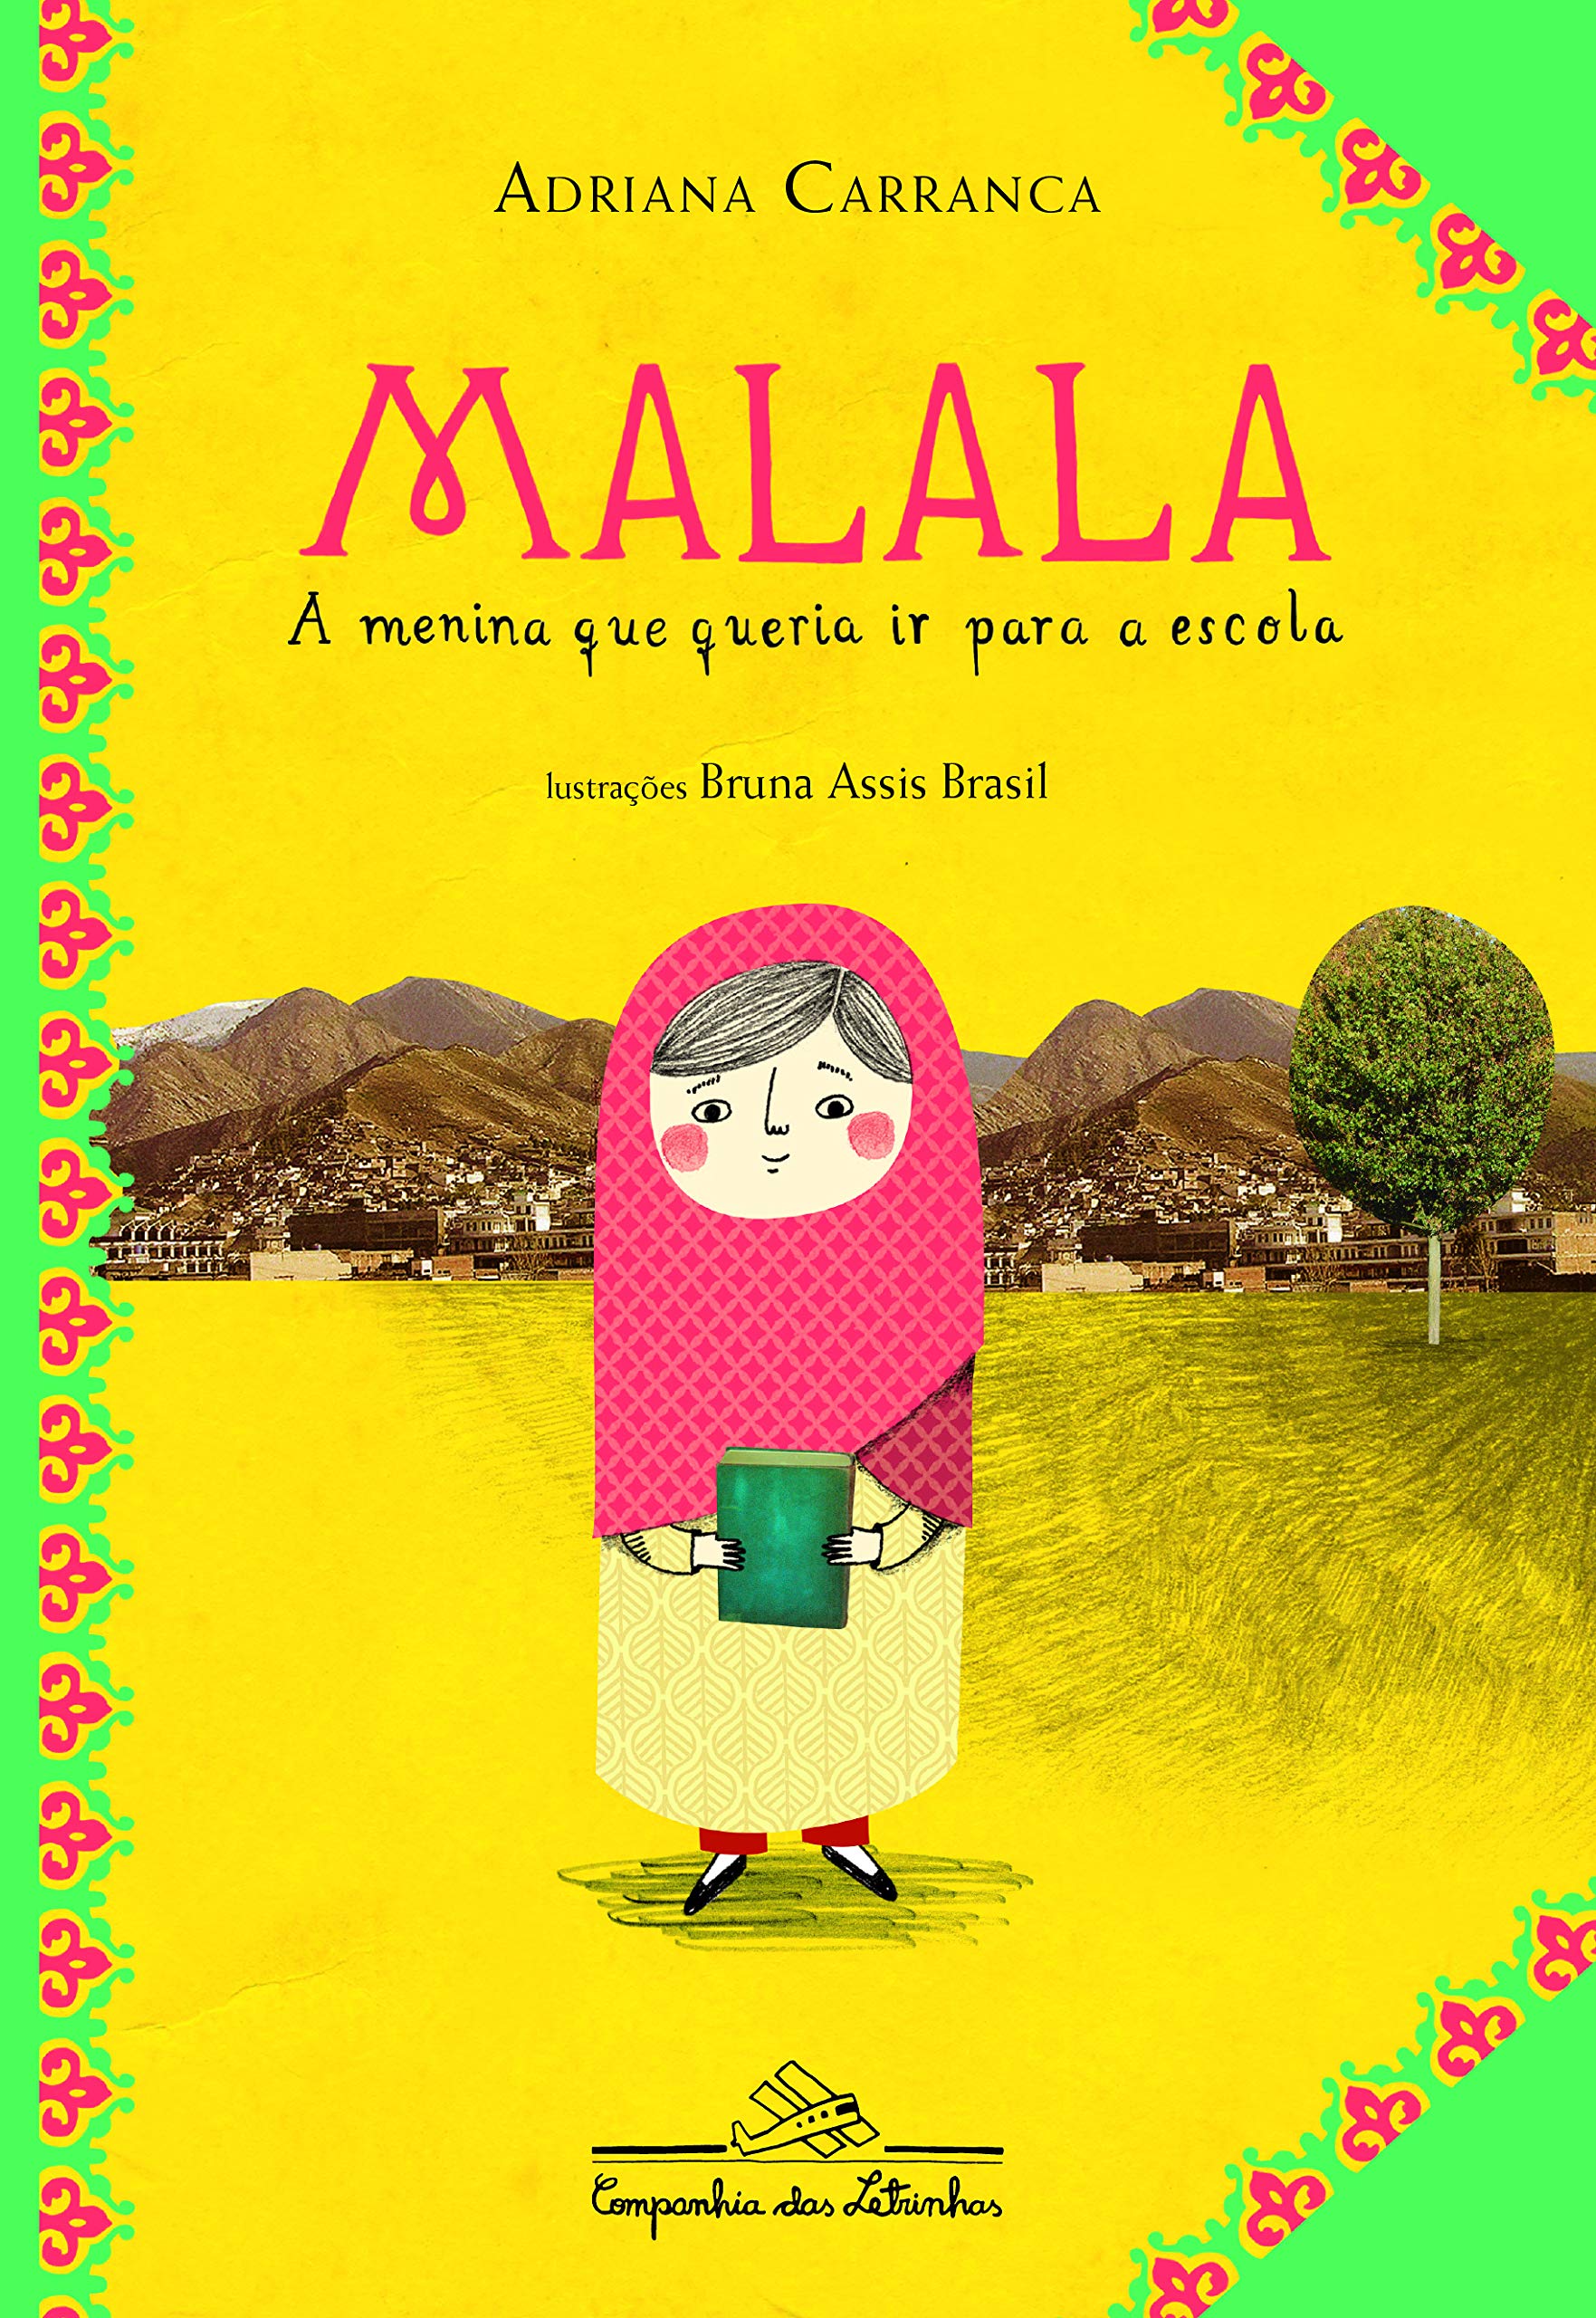 ADRIANA CARRANCA
MALALA
A menina que queria ir para a escola
lustrações Bruna Assis Brasil
Companhia das Letrinhas